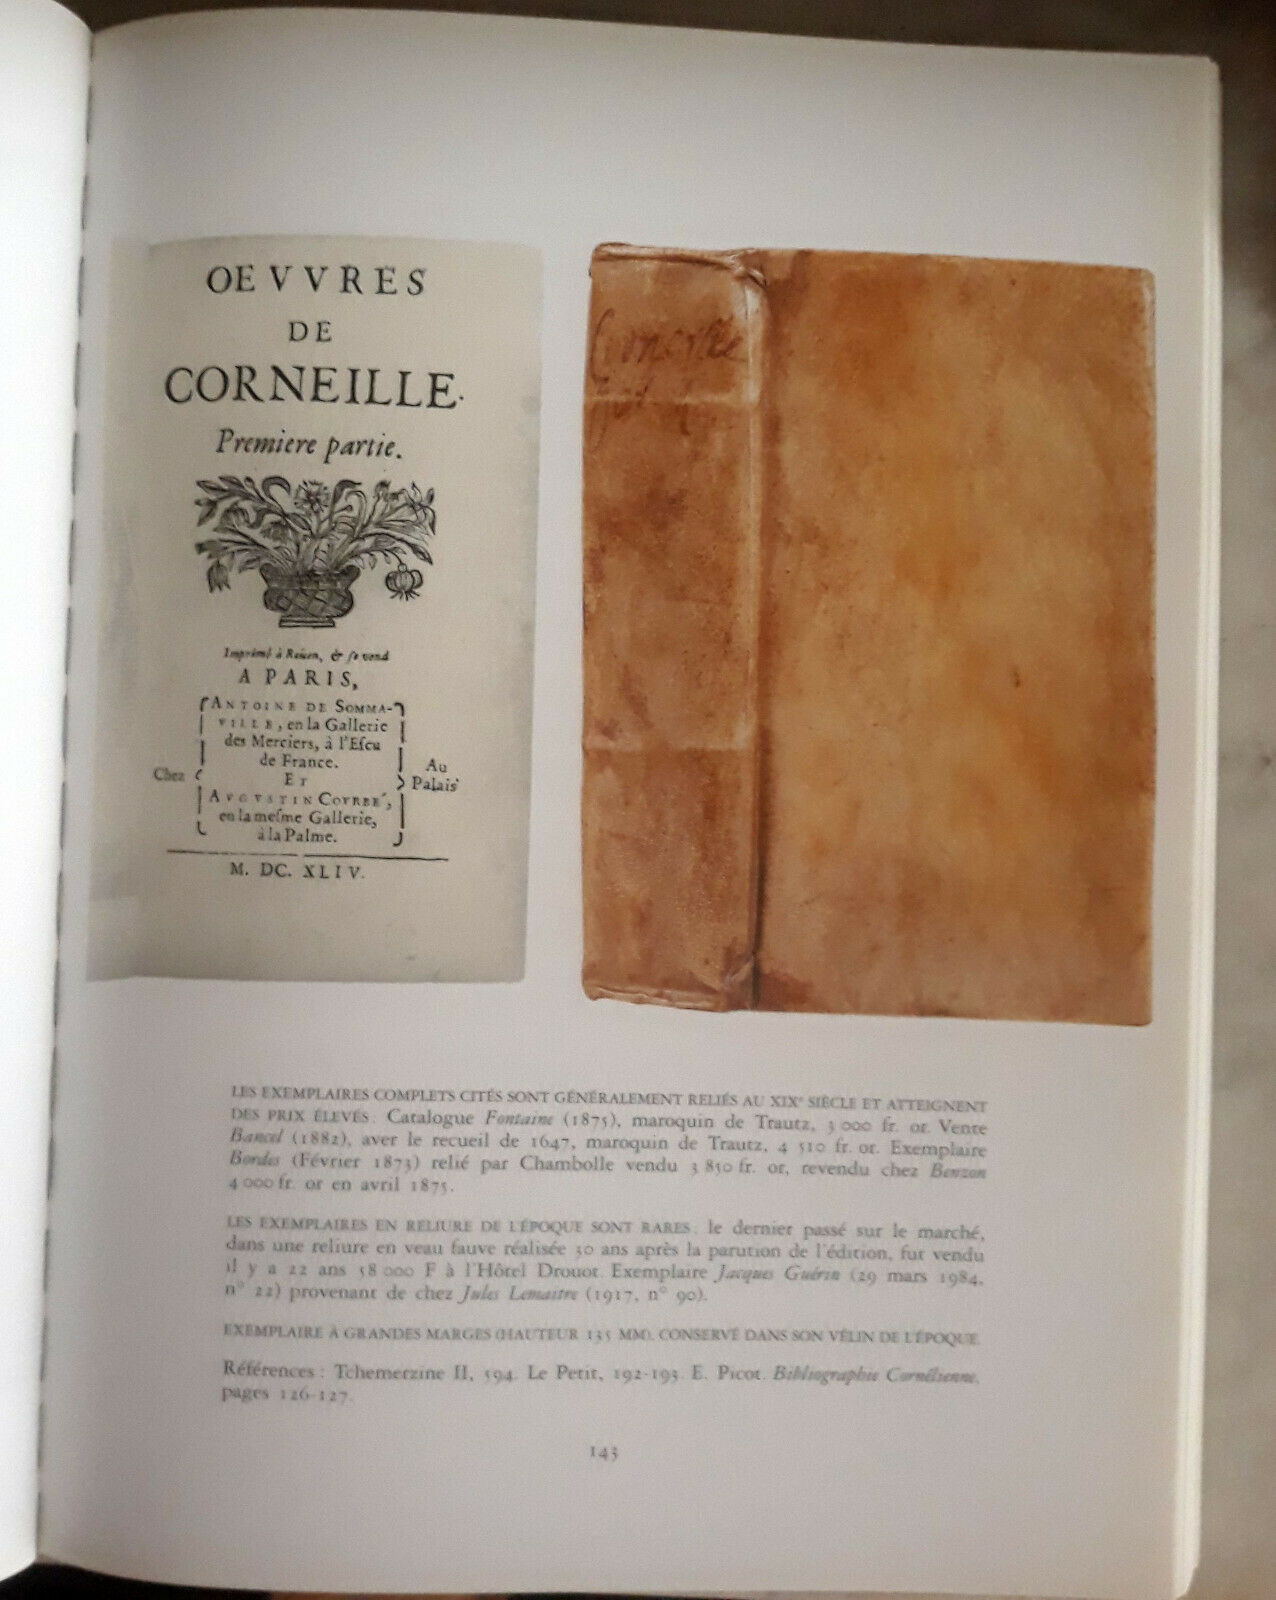 OEVVRES
DE
CORNEILLE.
Premiere partie.
Imprimé à Roüen, & se vend
A PARIS,
ANTOINE DE SOMMA-
VILLE, en la Gallerie
des Merciers, à l'Eſcu
de France.
ET
Chez
Au
Palais
AVGVSTIN COVRBÉ,
en la meſme Gallerie,
à la Palme.
M. DC. XLIV.
Corneille
LES EXEMPLAIRES COMPLETS CITÉS SONT GÉNÉRALEMENT RELIÉS AU XIXe SIÈCLE ET ATTEIGNENT
DES PRIX ÉLEVÉS. Catalogue Fontaine (1875), maroquin de Trautz, 3 000 fr. or. Vente
Bancel (1882), aver le recueil de 1647, maroquin de Trautz, 4 510 fr. or. Exemplaire
Bordes (Février 1873) relié par Chambolle vendu 3 850 fr. or, revendu chez Benzon
4 000 fr. or en avril 1875.
LES EXEMPLAIRES EN RELIURE DE L'ÉPOQUE SONT RARES : le dernier passé sur le marché,
dans une reliure en veau fauve réalisée 30 ans après la parution de l'édition, fut vendu
il y a 22 ans 58 000 F à l'Hôtel Drouot. Exemplaire Jacques Guérin (29 mars 1984,
n° 22) provenant de chez Jules Lemaitre (1917, n° 90).
EXEMPLAIRE À GRANDES MARGES (HAUTEUR 135 MM), CONSERVÉ DANS SON VÉLIN DE L'ÉPOQUE.
Références : Tchemerzine II, 594. Le Petit, 192-193. E. Picot. Bibliographie Cornélienne,
pages 126-127.
143